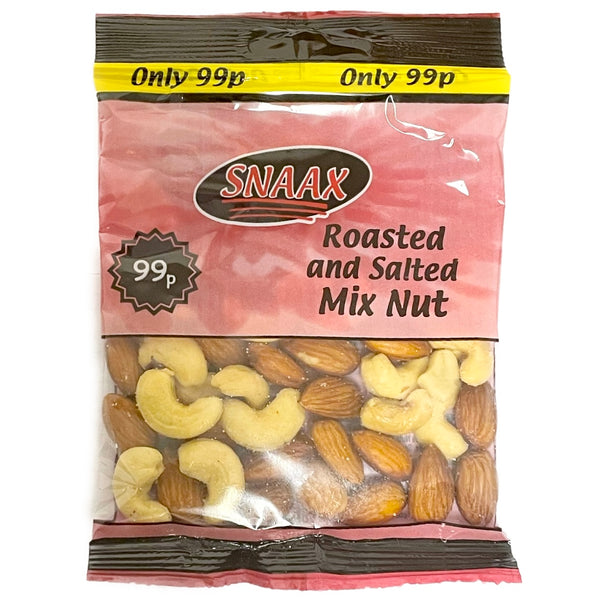 Only 99p Only 99p
SNAAX
Roasted
and Salted
Mix Nut
99p